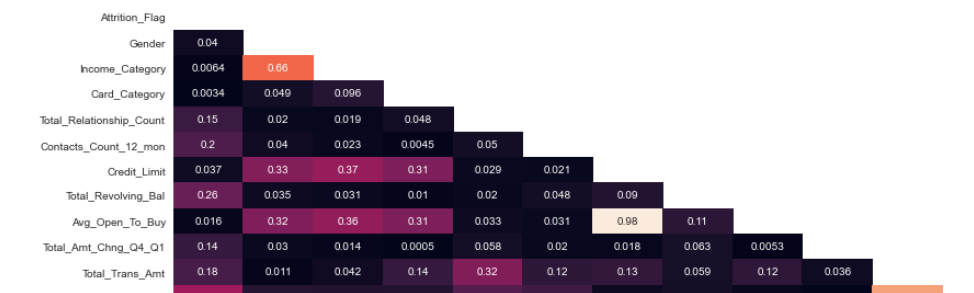 Attrition_Flag
Gender 0.04
Income_Category 0.0064 0.66
Card_Category 0.0034 0.049 0.096
Total_Relationship_Count 0.15 0.02 0.019 0.048
Contacts_Count_12_mon 0.2 0.04 0.023 0.0045 0.05
Credit_Limit 0.037 0.33 0.37 0.31 0.029 0.021
Total_Revolving_Bal 0.26 0.035 0.031 0.01 0.02 0.048 0.09
Avg_Open_To_Buy 0.016 0.32 0.36 0.31 0.033 0.031 0.98 0.11
Total_Amt_Chng_Q4_Q1 0.14 0.03 0.014 0.0005 0.058 0.02 0.018 0.063 0.0053
Total_Trans_Amt 0.18 0.011 0.042 0.14 0.32 0.12 0.13 0.059 0.12 0.036